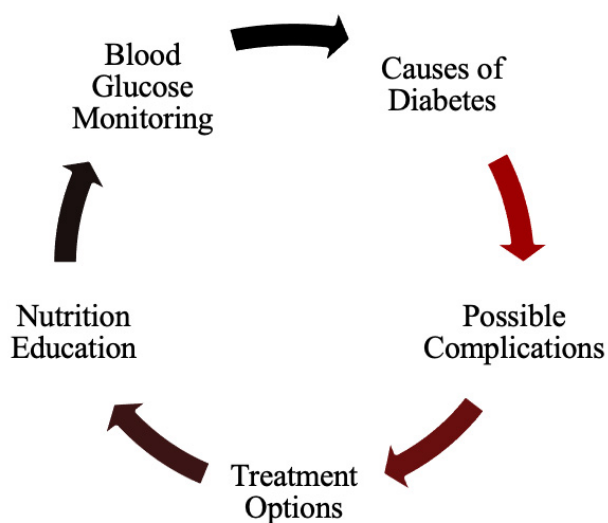 Blood
Glucose
Monitoring
Causes of
Diabetes
Possible
Complications
Treatment
Options
Nutrition
Education